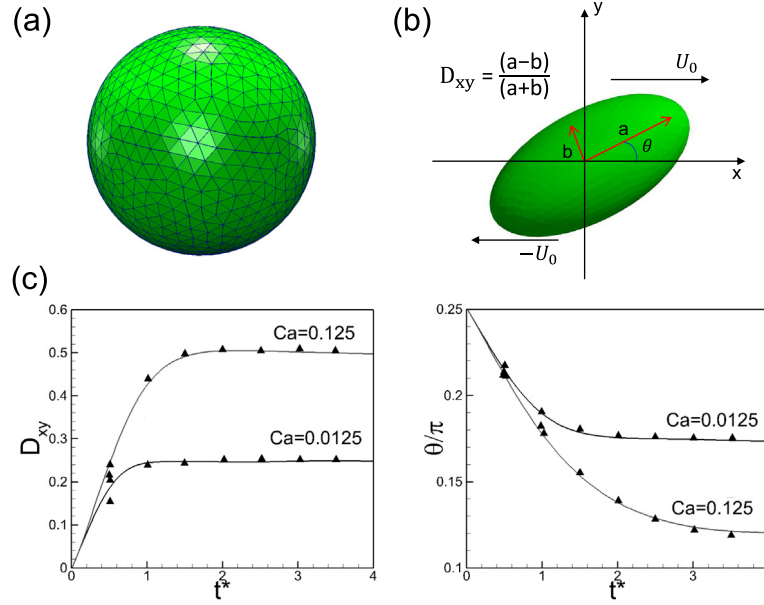 (a)
(b)
y
D_xy = (a−b)/(a+b)
U_0
a
b
θ
x
−U_0
(c)
0.6
0.5
0.4
0.3
0.2
0.1
0
D_xy
Ca=0.125
Ca=0.0125
0 1 2 3 4
t*
0.25
0.2
0.15
0.1
θ/π
Ca=0.0125
Ca=0.125
0 1 2 3
t*